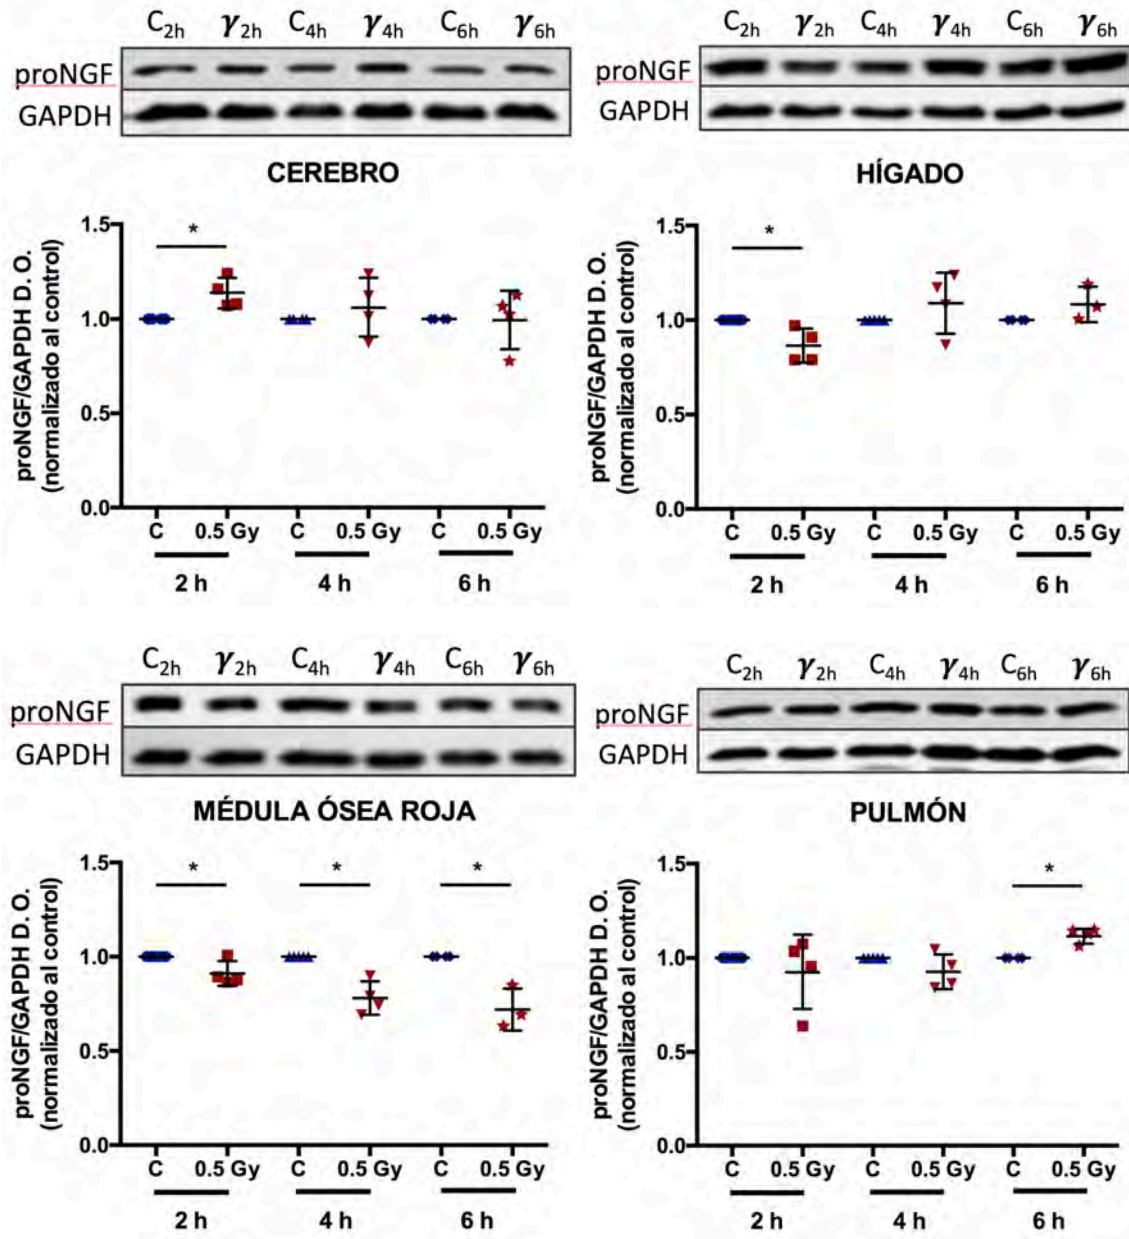 C2h γ2h C4h γ4h C6h γ6h
proNGF
GAPDH
CEREBRO
proNGF/GAPDH D. O.
(normalizado al control)
1.5
1.0
0.5
0.0
*
C 0.5 Gy C 0.5 Gy C 0.5 Gy
2 h 4 h 6 h
C2h γ2h C4h γ4h C6h γ6h
proNGF
GAPDH
HÍGADO
proNGF/GAPDH D. O.
(normalizado al control)
1.5
1.0
0.5
0.0
*
C 0.5 Gy C 0.5 Gy C 0.5 Gy
2 h 4 h 6 h
C2h γ2h C4h γ4h C6h γ6h
proNGF
GAPDH
MÉDULA ÓSEA ROJA
proNGF/GAPDH D. O.
(normalizado al control)
1.5
1.0
0.5
0.0
* * *
C 0.5 Gy C 0.5 Gy C 0.5 Gy
2 h 4 h 6 h
C2h γ2h C4h γ4h C6h γ6h
proNGF
GAPDH
PULMÓN
proNGF/GAPDH D. O.
(normalizado al control)
1.5
1.0
0.5
0.0
*
C 0.5 Gy C 0.5 Gy C 0.5 Gy
2 h 4 h 6 h